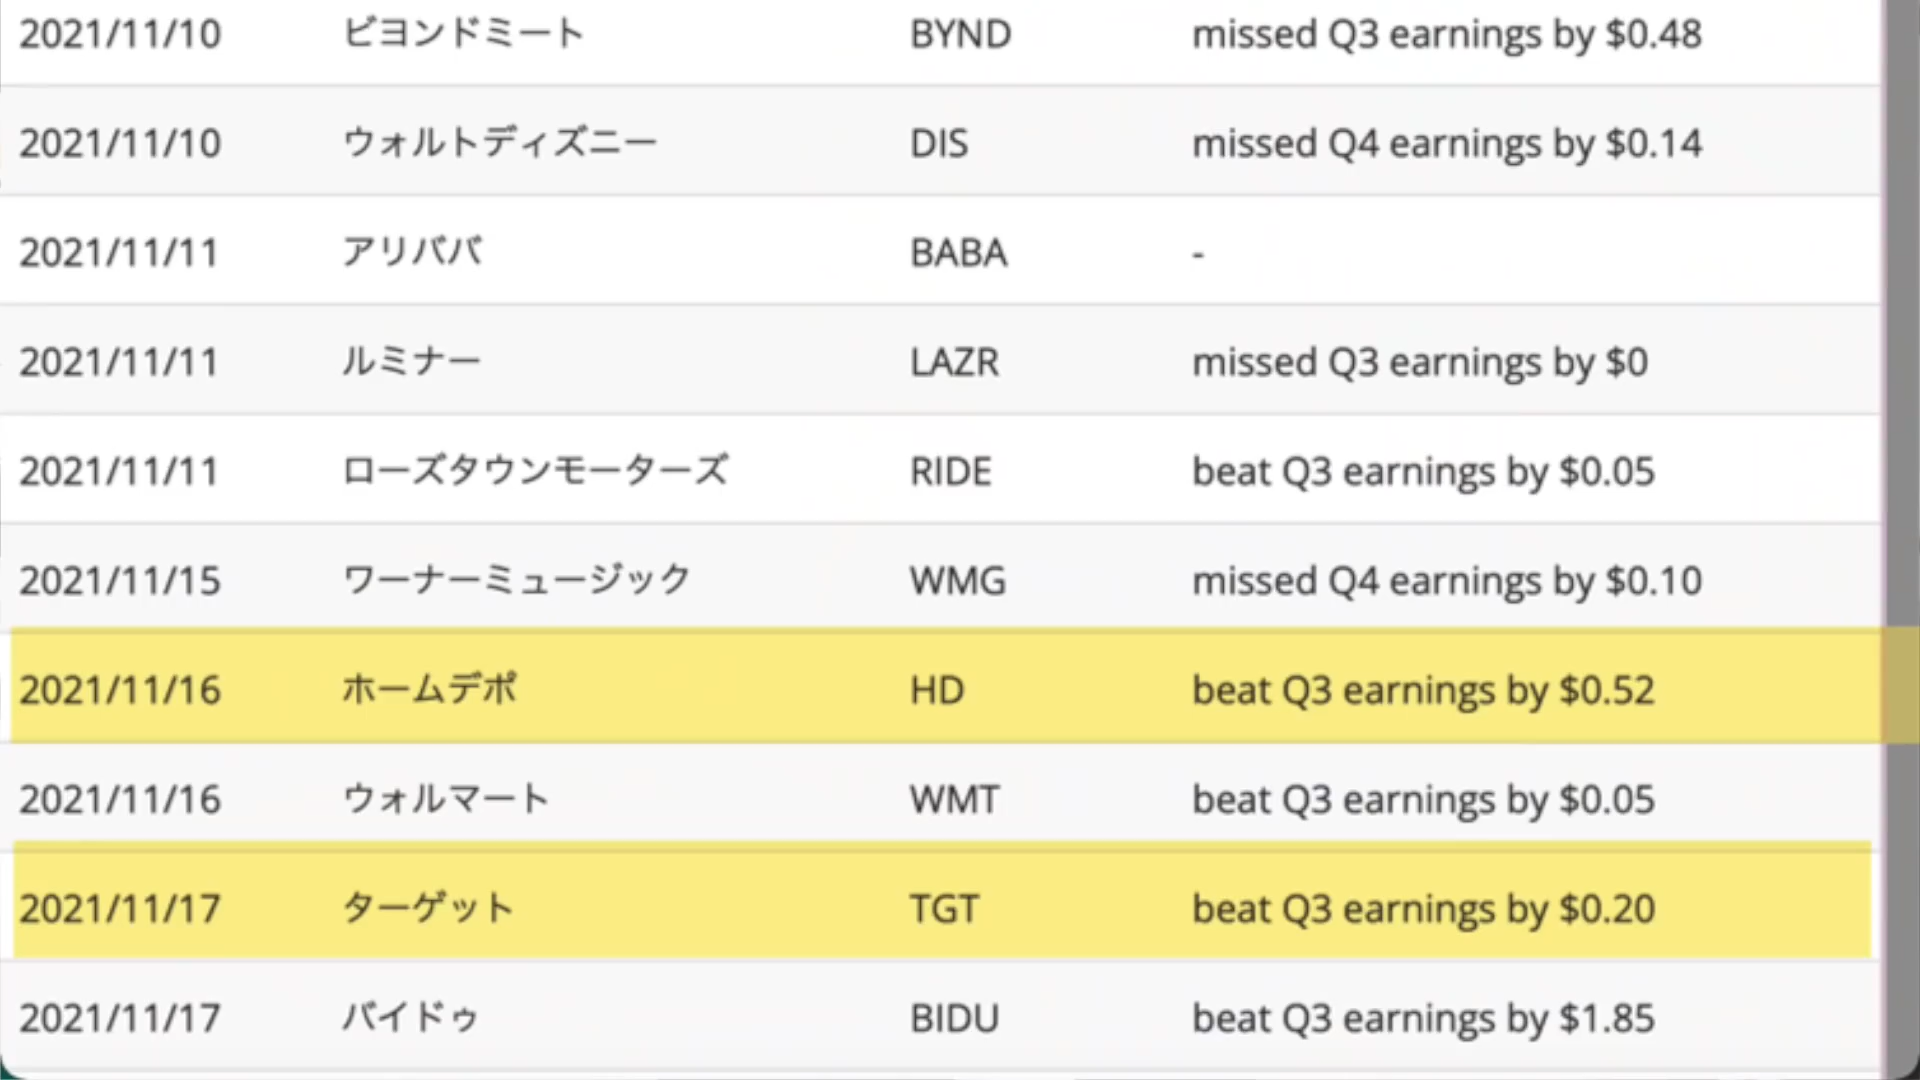 2021/11/10 ビヨンドミート BYND missed Q3 earnings by $0.48
2021/11/10 ウォルトディズニー DIS missed Q4 earnings by $0.14
2021/11/11 アリババ BABA -
2021/11/11 ルミナー LAZR missed Q3 earnings by $0
2021/11/11 ローズタウンモーターズ RIDE beat Q3 earnings by $0.05
2021/11/15 ワーナーミュージック WMG missed Q4 earnings by $0.10
2021/11/16 ホームデポ HD beat Q3 earnings by $0.52
2021/11/16 ウォルマート WMT beat Q3 earnings by $0.05
2021/11/17 ターゲット TGT beat Q3 earnings by $0.20
2021/11/17 バイドゥ BIDU beat Q3 earnings by $1.85